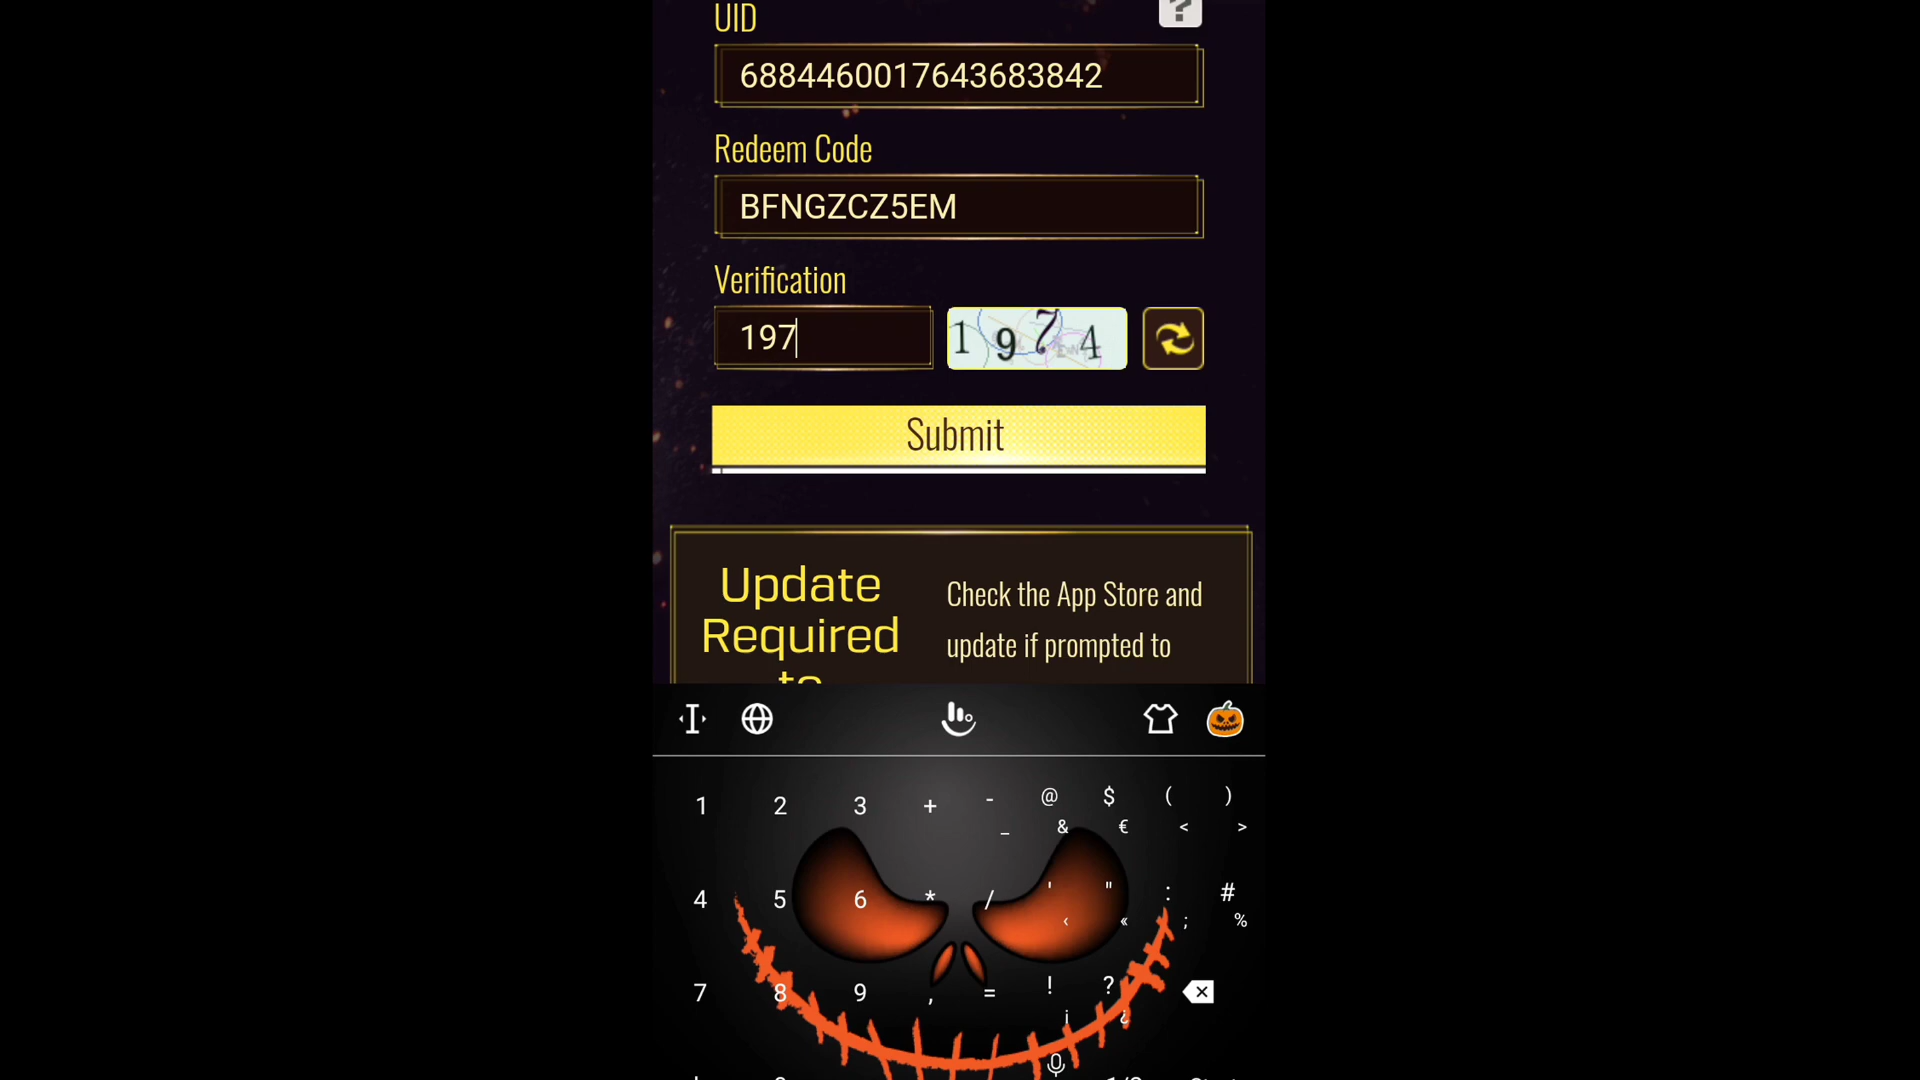 UID
?
6884460017643683842
Redeem Code
BFNGZCZ5EM
Verification
197
1974
Submit
Update
Required
to
Check the App Store and
update if prompted to
1 2 3 + - @ $ ( )
_ & € < >
4 5 6 * / ' " : #
‹ « ; %
7 8 9 , = ! ?
¡ ¿